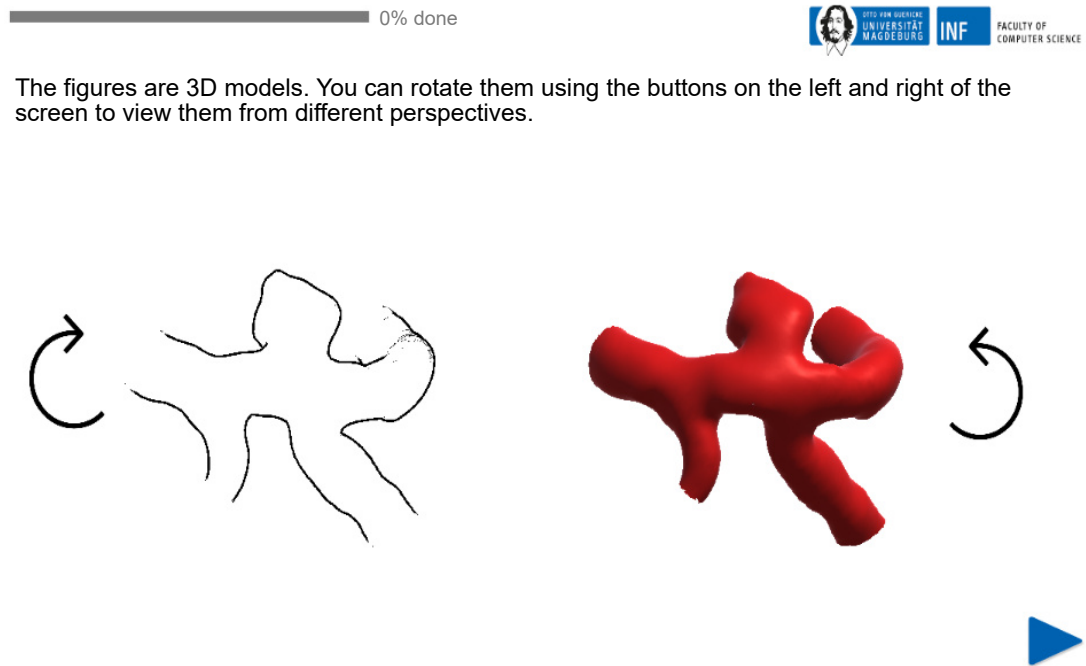 0% done
OTTO VON GUERICKE
UNIVERSITÄT
MAGDEBURG
INF
FACULTY OF
COMPUTER SCIENCE
The figures are 3D models. You can rotate them using the buttons on the left and right of the
screen to view them from different perspectives.